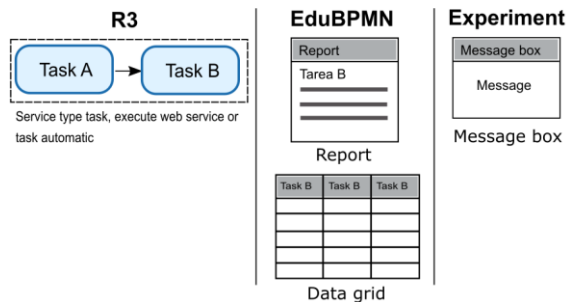 R3
Task A
Task B
Service type task, execute web service or
task automatic
EduBPMN
Report
Tarea B
Report
Task B Task B Task B
Data grid
Experiment
Message box
Message
Message box